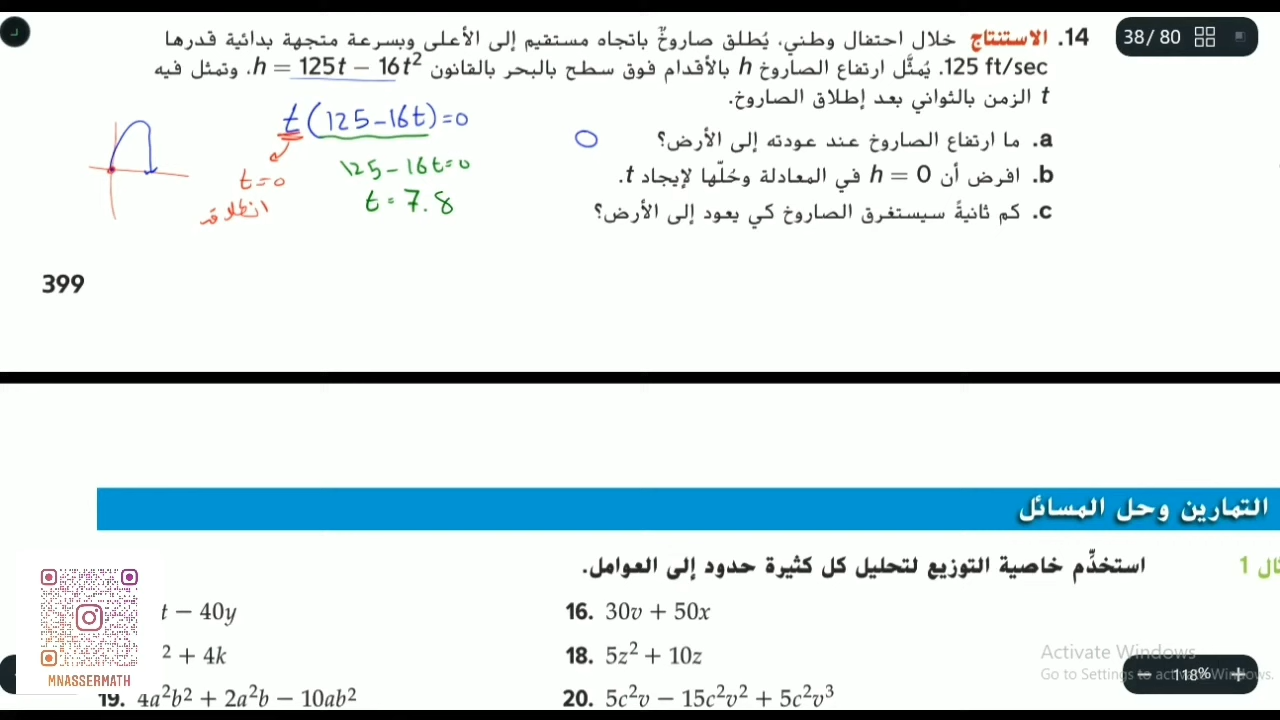 38/ 80
14. الاستنتاج خلال احتفال وطني، يُطلق صاروخٌ باتجاه مستقيم إلى الأعلى وبسرعة متجهة بدائية قدرها
125 ft/sec. يُمثَّل ارتفاع الصاروخ h بالأقدام فوق سطح بالبحر بالقانون h = 125t − 16t². وتمثل فيه
t الزمن بالثواني بعد إطلاق الصاروخ.
t (125-16t)=0
a. ما ارتفاع الصاروخ عند عودته إلى الأرض؟ 0
125-16t=0
t=0
b. افرض أن h = 0 في المعادلة وحُلّها لإيجاد t.
t = 7.8
انطلاقه
c. كم ثانيةً سيستغرق الصاروخ كي يعود إلى الأرض؟
399
التمارين وحل المسائل
ال 1 استخدِّم خاصية التوزيع لتحليل كل كثيرة حدود إلى العوامل.
t − 40y
16. 30v + 50x
² + 4k
18. 5z² + 10z
19. 4a²b² + 2a²b − 10ab²
20. 5c²v − 15c²v² + 5c²v³
MNASSERMATH
Activate Windows
Go to Settings to activate Windows.
118%